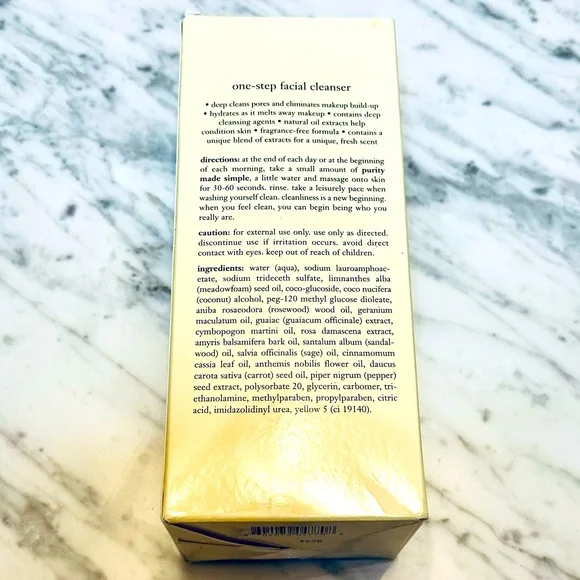 one-step facial cleanser
• deep cleans pores and eliminates makeup build-up
• hydrates as it melts away makeup • contains deep
cleansing agents • natural oil extracts help
condition skin • fragrance-free formula • contains a
unique blend of extracts for a unique, fresh scent
directions: at the end of each day or at the beginning
of each morning, take a small amount of purity
made simple, a little water and massage onto skin
for 30-60 seconds. rinse. take a leisurely pace when
washing yourself clean. cleanliness is a new beginning.
when you feel clean, you can begin being who you
really are.
caution: for external use only. use only as directed.
discontinue use if irritation occurs. avoid direct
contact with eyes. keep out of reach of children.
ingredients: water (aqua), sodium lauroamphoac-
etate, sodium trideceth sulfate, limnanthes alba
(meadowfoam) seed oil, coco-glucoside, coco nucifera
(coconut) alcohol, peg-120 methyl glucose dioleate,
aniba rosaeodora (rosewood) wood oil, geranium
maculatum oil, guaiac (guaiacum officinale) extract,
cymbopogon martini oil, rosa damascena extract,
amyris balsamifera bark oil, santalum album (sandal-
wood) oil, salvia officinalis (sage) oil, cinnamomum
cassia leaf oil, anthemis nobilis flower oil, daucus
carota sativa (carrot) seed oil, piper nigrum (pepper)
seed extract, polysorbate 20, glycerin, carbomer, tri-
ethanolamine, methylparaben, propylparaben, citric
acid, imidazolidinyl urea, yellow 5 (ci 19140).